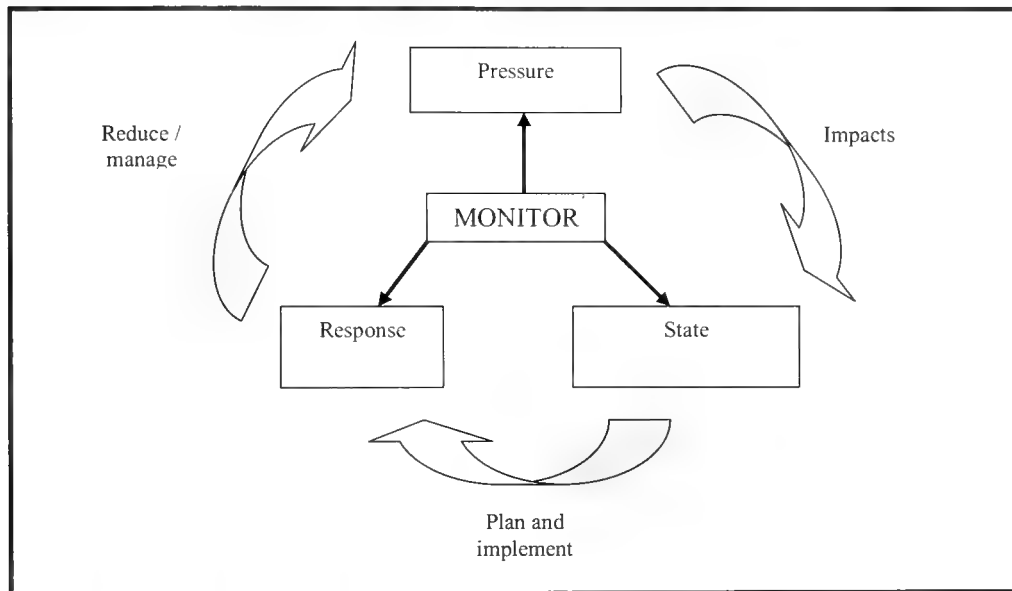 Pressure
Reduce /
manage
Impacts
MONITOR
Response
State
Plan and
implement